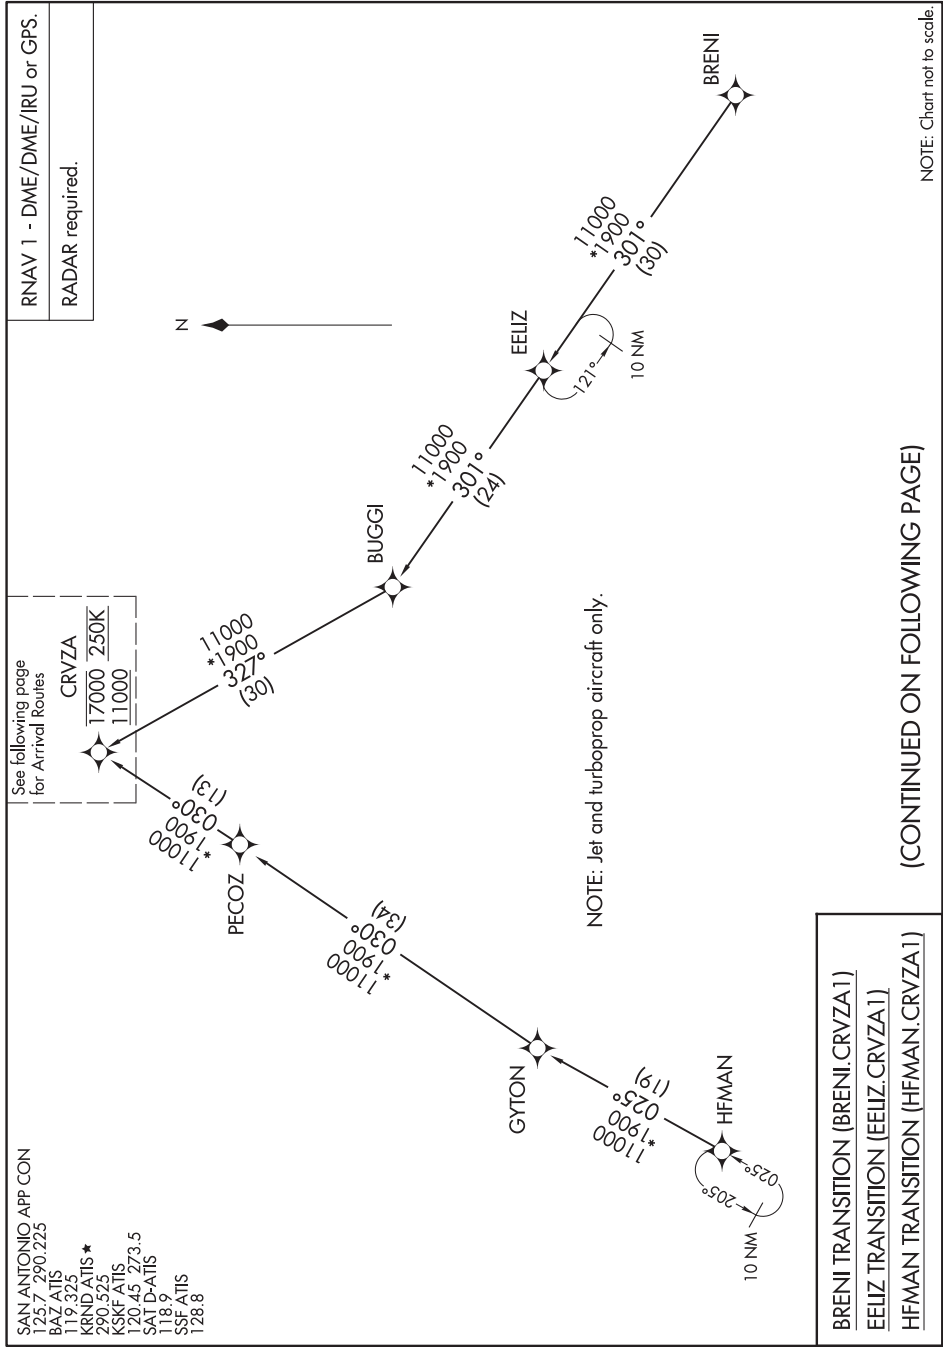 SAN ANTONIO APP CON
125.7 290.225
BAZ ATIS
119.325
KRND ATIS ★
290.525
KSKF ATIS
120.45 273.5
SAT D-ATIS
118.9
SSF ATIS
128.8
See following page
for Arrival Routes
CRVZA
17000 250K
11000
RNAV 1 - DME/DME/IRU or GPS.
RADAR required.
N
11000
*1900
030°
(13)
PECOZ
11000
*1900
327°
(30)
BUGGI
11000
*1900
030°
(34)
GYTON
11000
*1900
301°
(24)
EELIZ
121°
10 NM
11000
*1900
301°
(30)
BRENI
11000
*1900
025°
(19)
HFMAN
205°
025°
10 NM
NOTE: Jet and turboprop aircraft only.
BRENI TRANSITION (BRENI.CRVZA1)
EELIZ TRANSITION (EELIZ.CRVZA1)
HFMAN TRANSITION (HFMAN.CRVZA1)
(CONTINUED ON FOLLOWING PAGE)
NOTE: Chart not to scale.